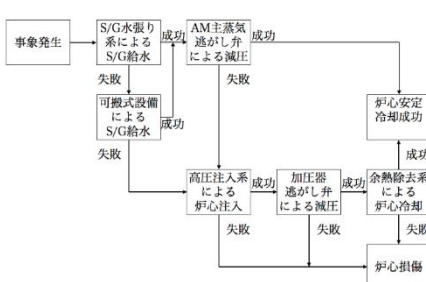 事象発生
S/G水張り
系による
S/G給水
成功
AM主蒸気
逃がし弁
による減圧
成功
失敗
失敗
可搬式設備
による
S/G給水
成功
炉心安定
冷却成功
失敗
成功
高圧注入系
による
炉心注入
成功
加圧器
逃がし弁
による減圧
成功
余熱除去系
による
炉心冷却
失敗
失敗
失敗
炉心損傷